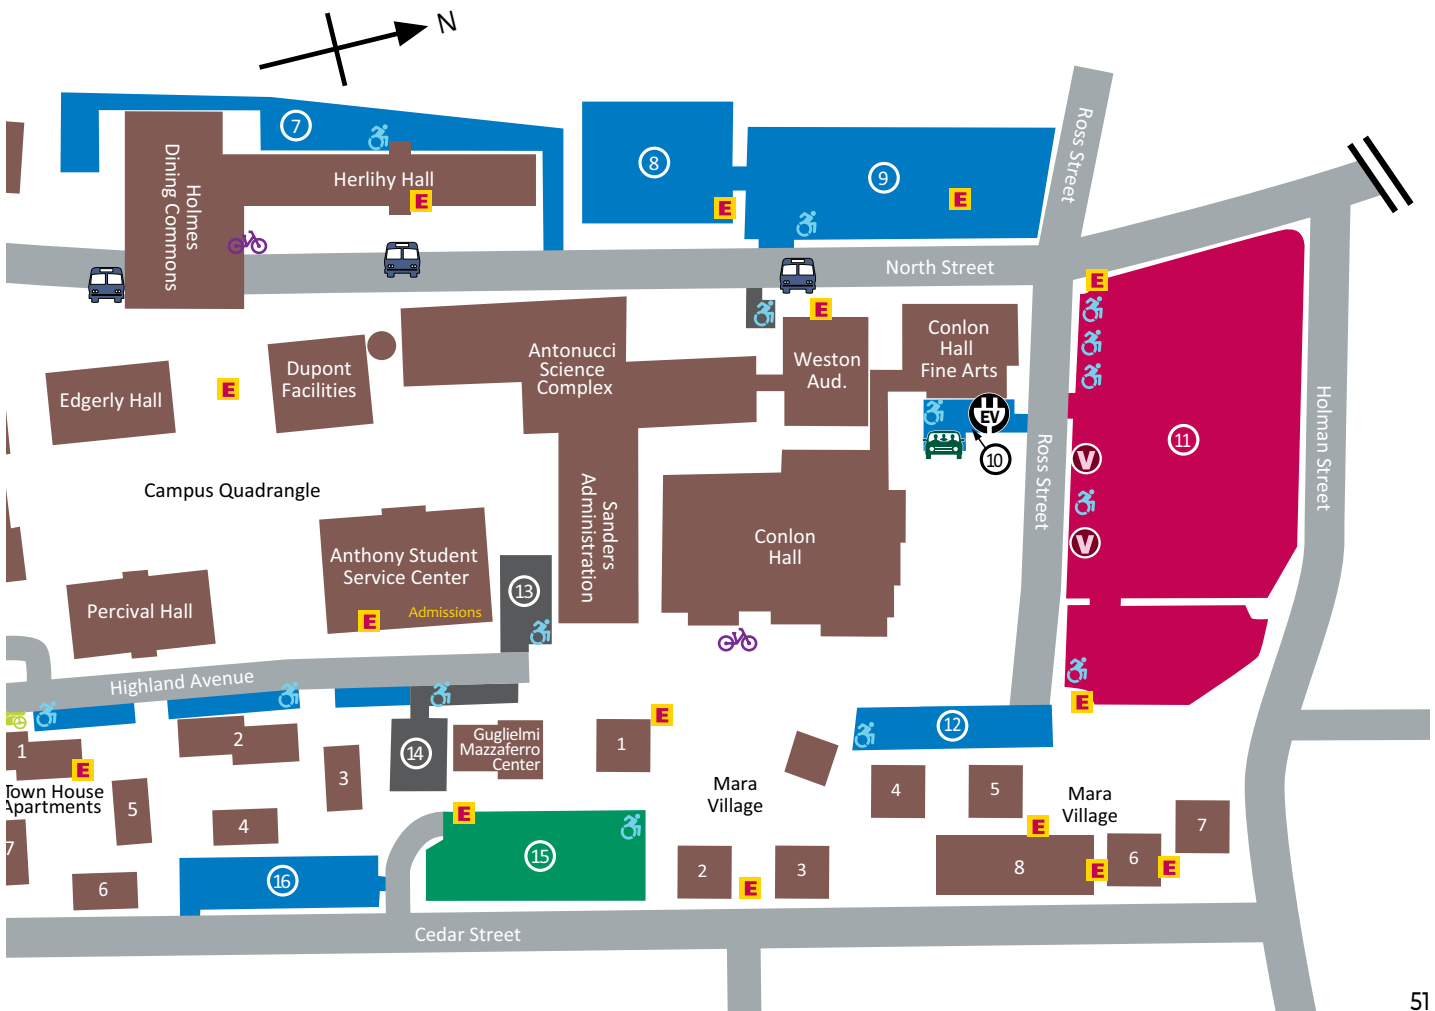 N
7
8
9
Ross Street
Herlihy Hall
E
E
E
Holmes
Dining Commons
North Street
E
E
Conlon
Hall
Fine Arts
Antonucci
Science
Complex
Weston
Aud.
Dupont
Facilities
E
Edgerly Hall
EV
10
11
Holman Street
V
Ross Street
V
Campus Quadrangle
Sanders
Administration
Conlon
Hall
Anthony Student
Service Center
Admissions
E
13
Percival Hall
Highland Avenue
E
E
12
14
Guglielmi
Mazzaferro
Center
1
1
2
3
E
Town House
Apartments
5
4
7
6
Mara
Village
4
5
Mara
Village
7
E
E
15
16
2
3
E
8
E
6
E
Cedar Street
51